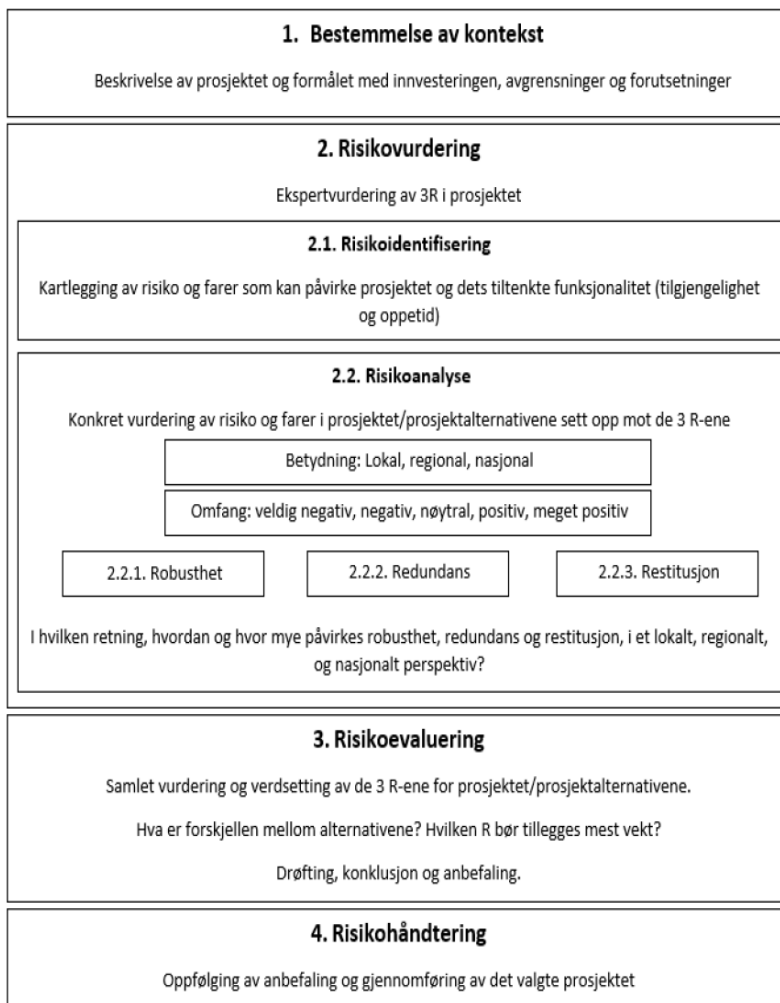 1. Bestemmelse av kontekst
Beskrivelse av prosjektet og formålet med innvesteringen, avgrensninger og forutsetninger
2. Risikovurdering
Ekspertvurdering av 3R i prosjektet
2.1. Risikoidentifisering
Kartlegging av risiko og farer som kan påvirke prosjektet og dets tiltenkte funksjonalitet (tilgjengelighet
og oppetid)
2.2. Risikoanalyse
Konkret vurdering av risiko og farer i prosjektet/prosjektalternativene sett opp mot de 3 R-ene
Betydning: Lokal, regional, nasjonal
Omfang: veldig negativ, negativ, nøytral, positiv, meget positiv
2.2.1. Robusthet
2.2.2. Redundans
2.2.3. Restitusjon
I hvilken retning, hvordan og hvor mye påvirkes robusthet, redundans og restitusjon, i et lokalt, regionalt,
og nasjonalt perspektiv?
3. Risikoevaluering
Samlet vurdering og verdsetting av de 3 R-ene for prosjektet/prosjektalternativene.
Hva er forskjellen mellom alternativene? Hvilken R bør tillegges mest vekt?
Drøfting, konklusjon og anbefaling.
4. Risikohåndtering
Oppfølging av anbefaling og gjennomføring av det valgte prosjektet